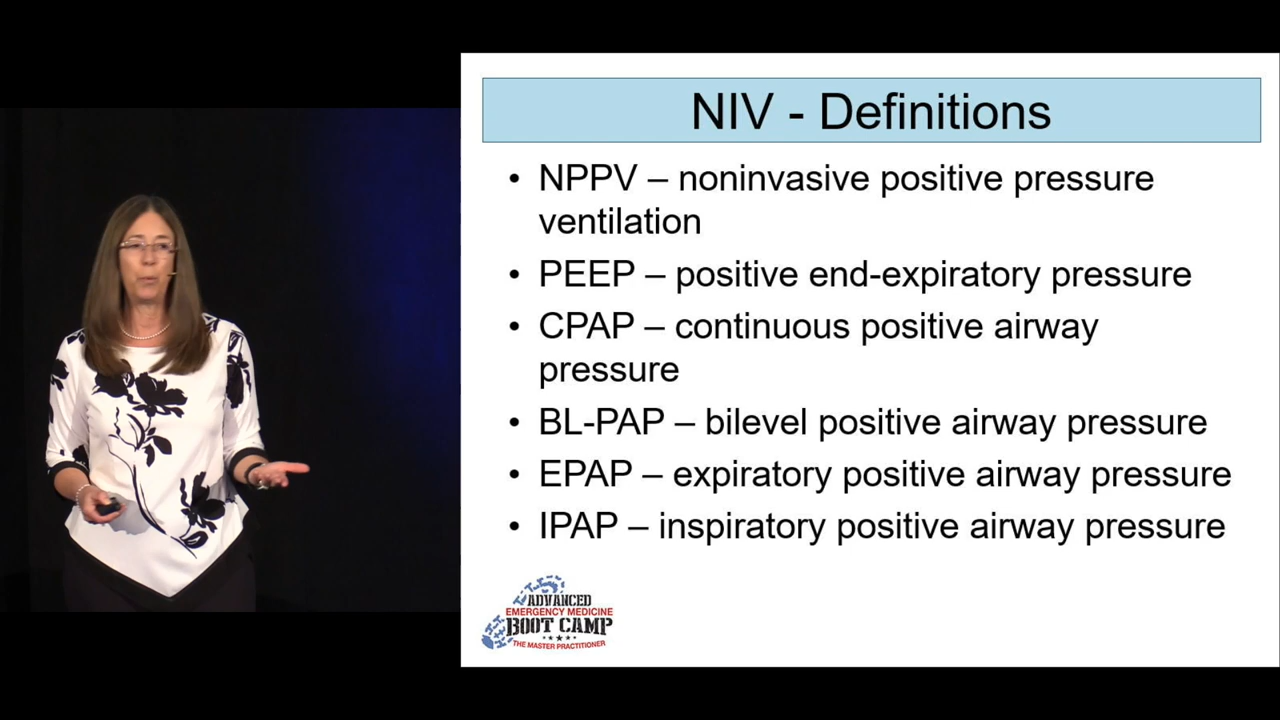 NIV - Definitions
• NPPV – noninvasive positive pressure
ventilation
• PEEP – positive end-expiratory pressure
• CPAP – continuous positive airway
pressure
• BL-PAP – bilevel positive airway pressure
• EPAP – expiratory positive airway pressure
• IPAP – inspiratory positive airway pressure
ADVANCED
EMERGENCY MEDICINE
BOOT CAMP
THE MASTER PRACTITIONER